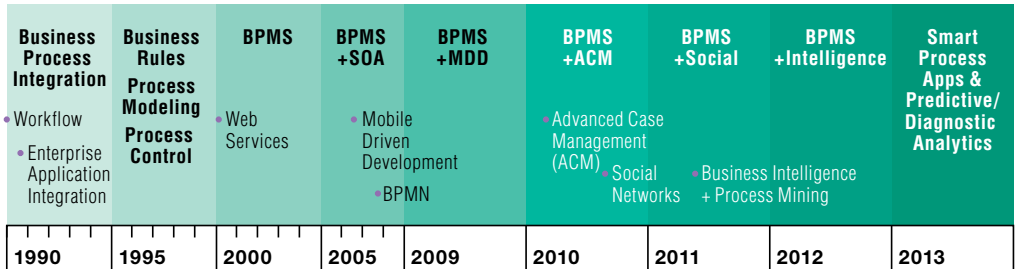 Business
Process
Integration
Business
Rules
Process
Modeling
Process
Control
BPMS
BPMS
+SOA
BPMS
+MDD
BPMS
+ACM
BPMS
+Social
BPMS
+Intelligence
Smart
Process
Apps &
Predictive/
Diagnostic
Analytics
• Workflow
• Enterprise
Application
Integration
• Web
Services
• Mobile
Driven
Development
• BPMN
• Advanced Case
Management
(ACM)
• Social
Networks
• Business Intelligence
+ Process Mining
1990
1995
2000
2005
2009
2010
2011
2012
2013